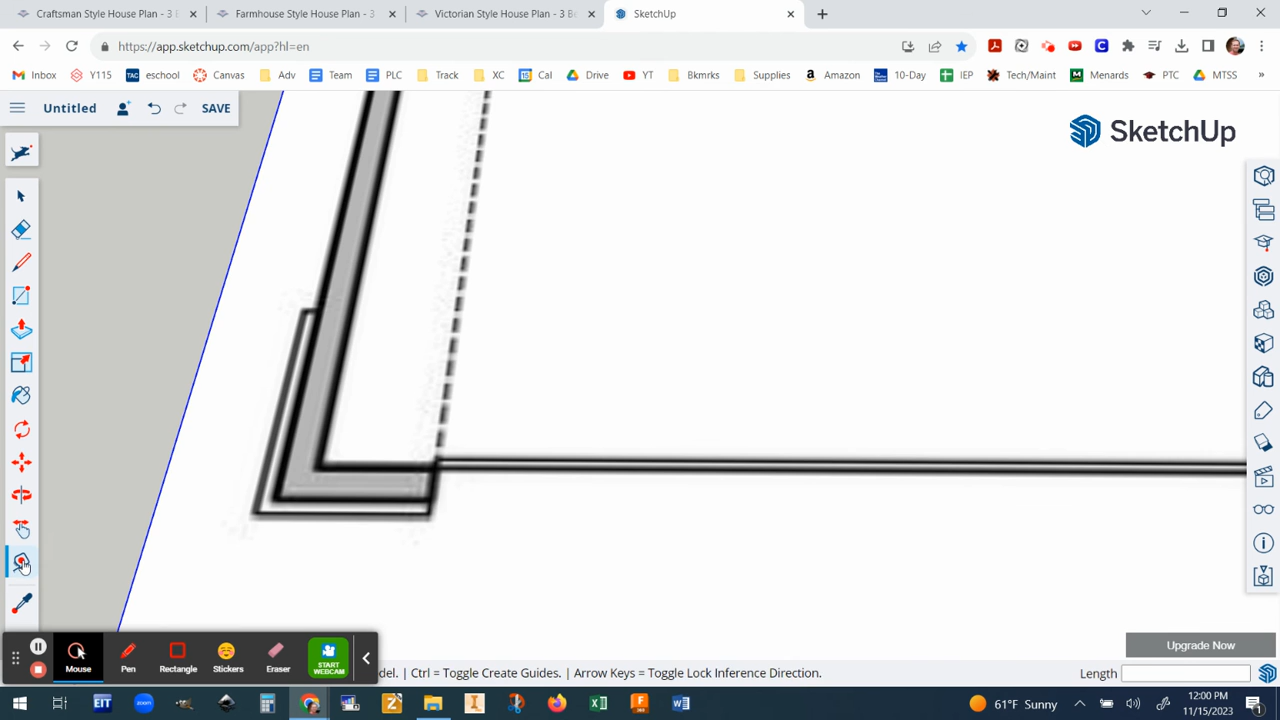 Craftsman Style House Plan - 3 B
Farmhouse Style House Plan - 3
Victorian Style House Plan - 3 Be
SketchUp
https://app.sketchup.com/app?hl=en
Inbox
Y115
eschool
Canvas
Adv
Team
PLC
Track
XC
Cal
Drive
YT
Bkmrks
Supplies
Amazon
10-Day
IEP
Tech/Maint
Menards
PTC
MTSS
»
Untitled
SAVE
SketchUp
Upgrade Now
Mouse
Pen
Rectangle
Stickers
Eraser
START
WEBCAM
del. | Ctrl = Toggle Create Guides. | Arrow Keys = Toggle Lock Inference Direction.
Length
EIT
zoom
61°F Sunny
12:00 PM
11/15/2023